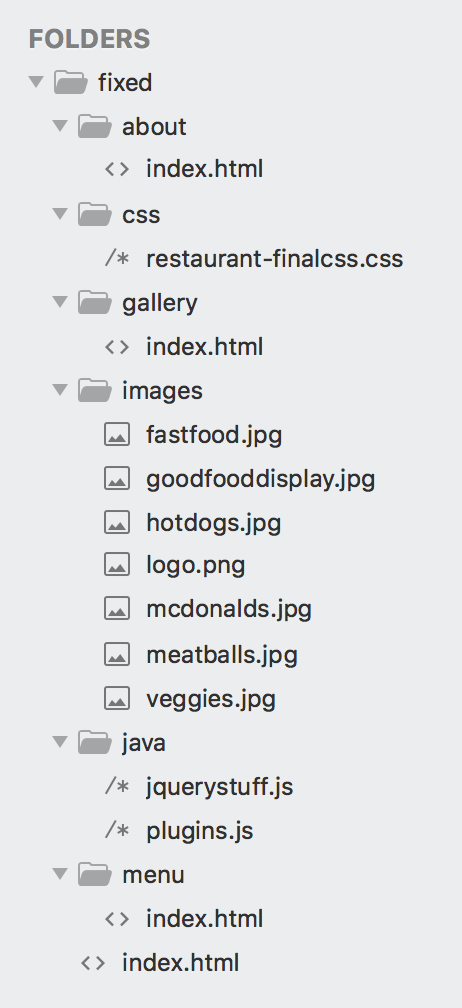 FOLDERS
fixed
about
<> index.html
css
/* restaurant-finalcss.css
gallery
<> index.html
images
fastfood.jpg
goodfooddisplay.jpg
hotdogs.jpg
logo.png
mcdonalds.jpg
meatballs.jpg
veggies.jpg
java
/* jquerystuff.js
/* plugins.js
menu
<> index.html
<> index.html